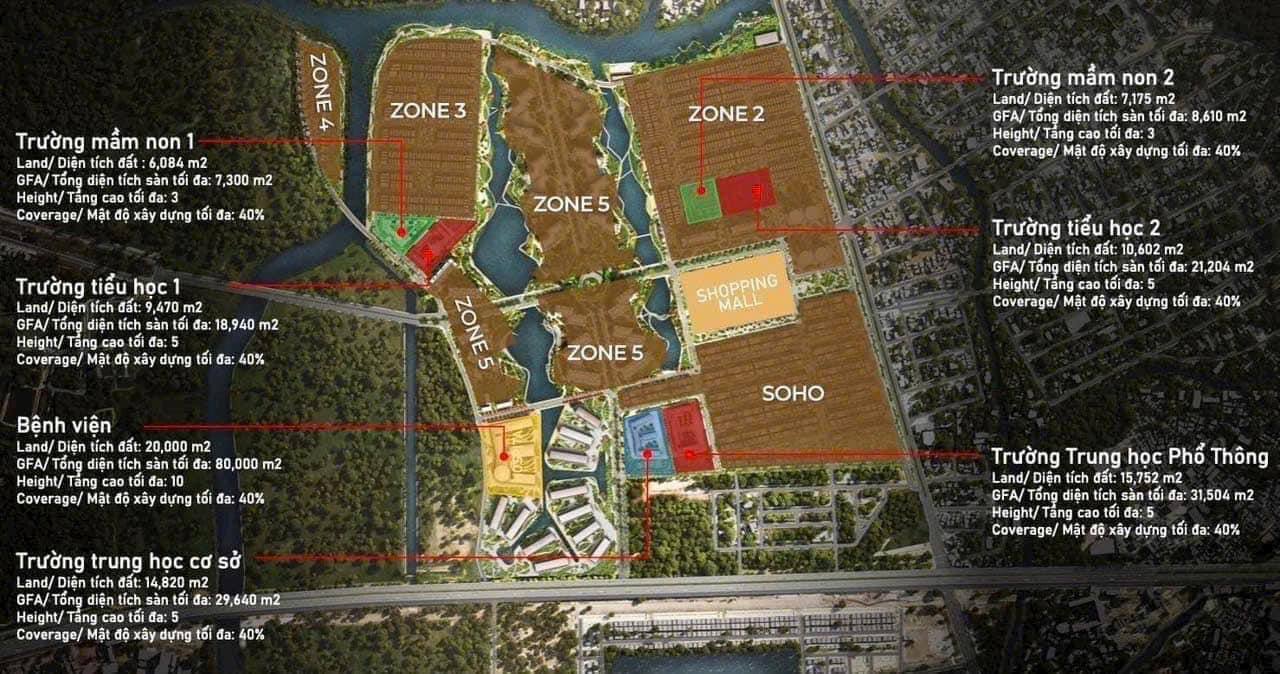 Trường mầm non 1
Land/ Diện tích đất : 6,084 m2
GFA/ Tổng diện tích sàn tối đa: 7,300 m2
Height/ Tầng cao tối đa: 3
Coverage/ Mật độ xây dựng tối đa: 40%
Trường tiểu học 1
Land/ Diện tích đất: 9,470 m2
GFA/ Tổng diện tích sàn tối đa: 18,940 m2
Height/ Tầng cao tối đa: 5
Coverage/ Mật độ xây dựng tối đa: 40%
Bệnh viện
Land/ Diện tích đất: 20,000 m2
GFA/ Tổng diện tích sàn tối đa: 80,000 m2
Height/ Tầng cao tối đa: 10
Coverage/ Mật độ xây dựng tối đa: 40%
Trường trung học cơ sở
Land/ Diện tích đất: 14,820 m2
GFA/ Tổng diện tích sàn tối đa: 29,640 m2
Height/ Tầng cao tối đa: 5
Coverage/ Mật độ xây dựng tối đa: 40%
ZONE 4
ZONE 3
ZONE 2
ZONE 5
ZONE 5
ZONE 5
SHOPPING
MALL
SOHO
Trường mầm non 2
Land/ Diện tích đất: 7,175 m2
GFA/ Tổng diện tích sàn tối đa: 8,610 m2
Height/ Tầng cao tối đa: 3
Coverage/ Mật độ xây dựng tối đa: 40%
Trường tiểu học 2
Land/ Diện tích đất: 10,602 m2
GFA/ Tổng diện tích sàn tối đa: 21,204 m2
Height/ Tầng cao tối đa: 5
Coverage/ Mật độ xây dựng tối đa: 40%
Trường Trung học Phổ Thông
Land/ Diện tích đất: 15,752 m2
GFA/ Tổng diện tích sàn tối đa: 31,504 m2
Height/ Tầng cao tối đa: 5
Coverage/ Mật độ xây dựng tối đa: 40%